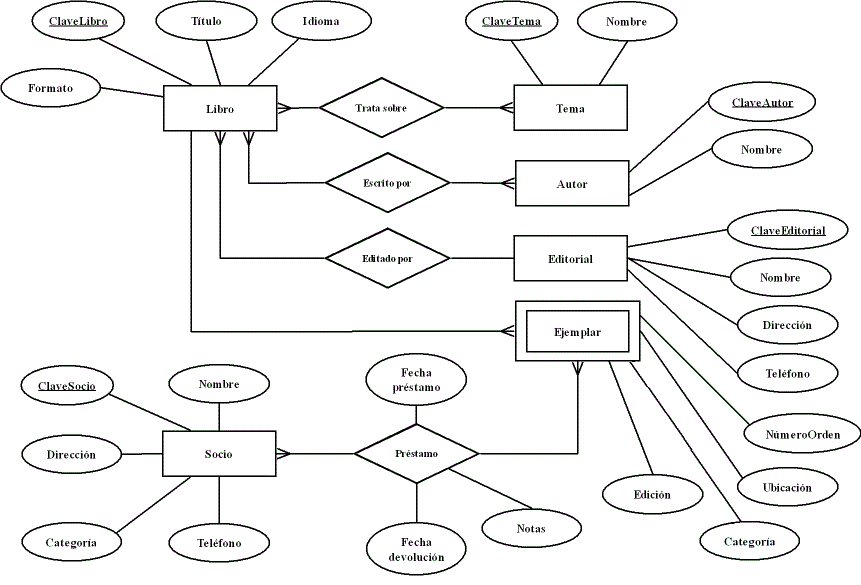 ClaveLibro
Título
Idioma
ClaveTema
Nombre
Formato
Libro
Trata sobre
Tema
ClaveAutor
Nombre
Escrito por
Autor
ClaveEditorial
Editado por
Editorial
Nombre
Dirección
Ejemplar
Teléfono
ClaveSocio
Nombre
Fecha
préstamo
NúmeroOrden
Dirección
Socio
Préstamo
Ubicación
Edición
Categoría
Teléfono
Fecha
devolución
Notas
Categoría